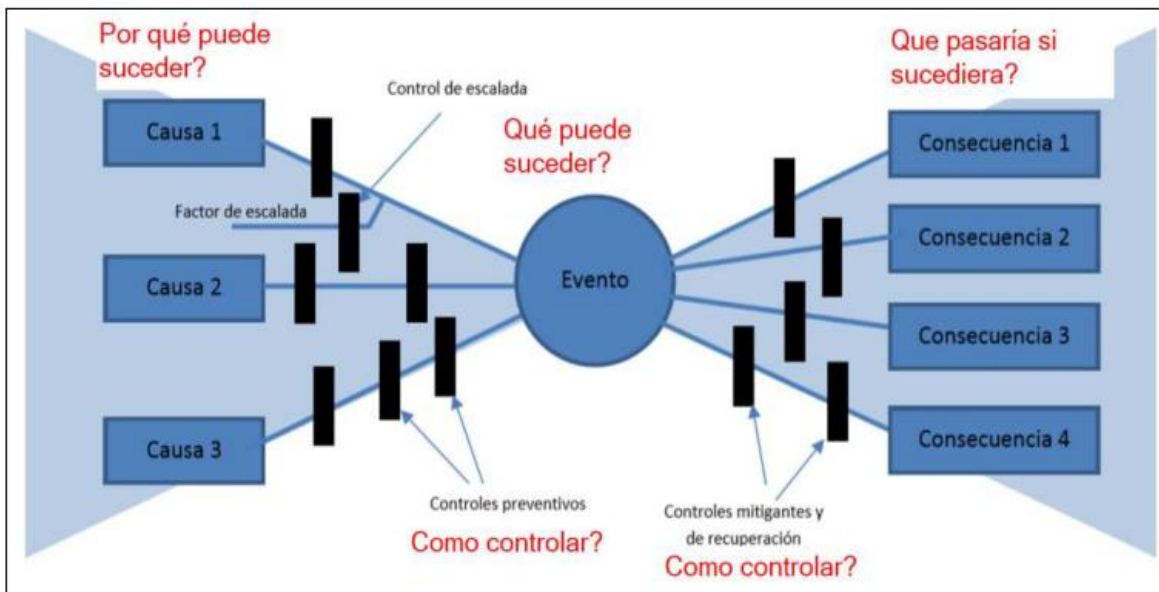 Por qué puede
suceder?
Control de escalada
Causa 1
Factor de escalada
Causa 2
Causa 3
Qué puede
suceder?
Evento
Controles preventivos
Como controlar?
Que pasaría si
sucediera?
Consecuencia 1
Consecuencia 2
Consecuencia 3
Consecuencia 4
Controles mitigantes y
de recuperación
Como controlar?